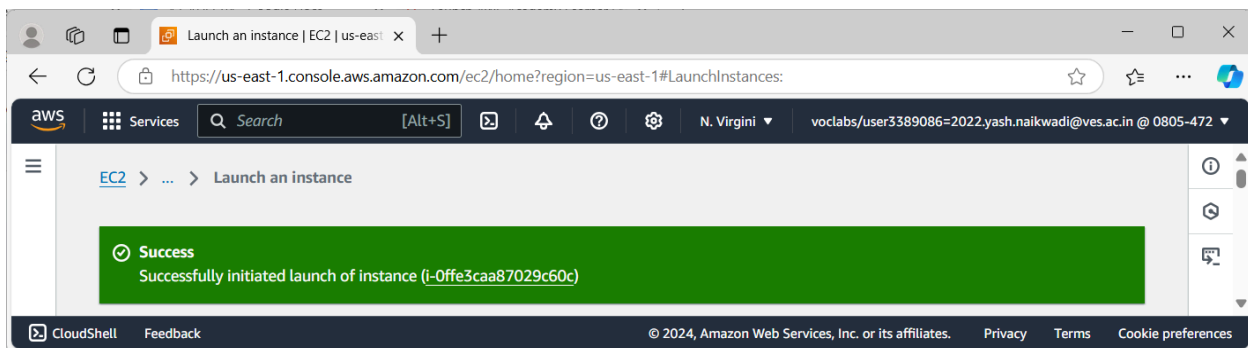 Launch an instance | EC2 | us-east
https://us-east-1.console.aws.amazon.com/ec2/home?region=us-east-1#LaunchInstances:
aws Services Search [Alt+S] N. Virgini voclabs/user3389086=2022.yash.naikwadi@ves.ac.in @ 0805-472
EC2 > ... > Launch an instance
Success
Successfully initiated launch of instance (i-0ffe3caa87029c60c)
CloudShell Feedback © 2024, Amazon Web Services, Inc. or its affiliates. Privacy Terms Cookie preferences